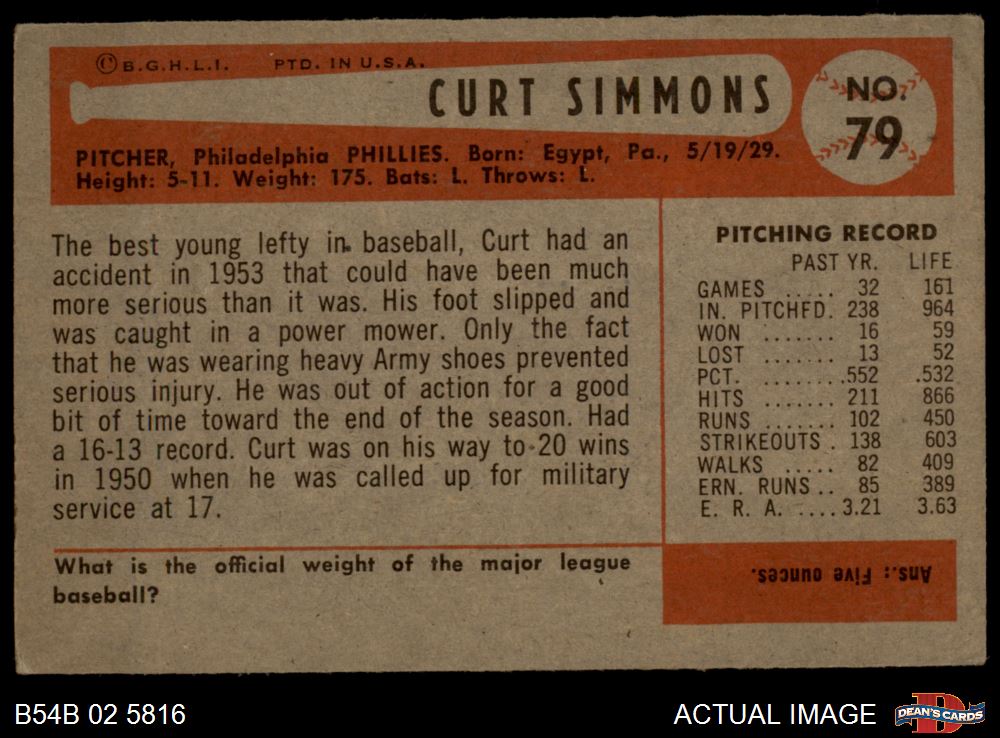 ©B.G.H.L.I. PTD. IN U.S.A.
CURT SIMMONS
NO.
79
PITCHER, Philadelphia PHILLIES. Born: Egypt, Pa., 5/19/29.
Height: 5-11. Weight: 175. Bats: L. Throws: L.
The best young lefty in baseball, Curt had an
accident in 1953 that could have been much
more serious than it was. His foot slipped and
was caught in a power mower. Only the fact
that he was wearing heavy Army shoes prevented
serious injury. He was out of action for a good
bit of time toward the end of the season. Had
a 16-13 record. Curt was on his way to 20 wins
in 1950 when he was called up for military
service at 17.
PITCHING RECORD
PAST YR. LIFE
GAMES ..... 32 161
IN. PITCHED. 238 964
WON ....... 16 59
LOST ....... 13 52
PCT. ........ .552 .532
HITS ....... 211 866
RUNS ....... 102 450
STRIKEOUTS . 138 603
WALKS ..... 82 409
ERN. RUNS .. 85 389
E. R. A. .... 3.21 3.63
What is the official weight of the major league
baseball?
Ans.: Five ounces.
B54B 02 5816
ACTUAL IMAGE
DEAN'S CARDS